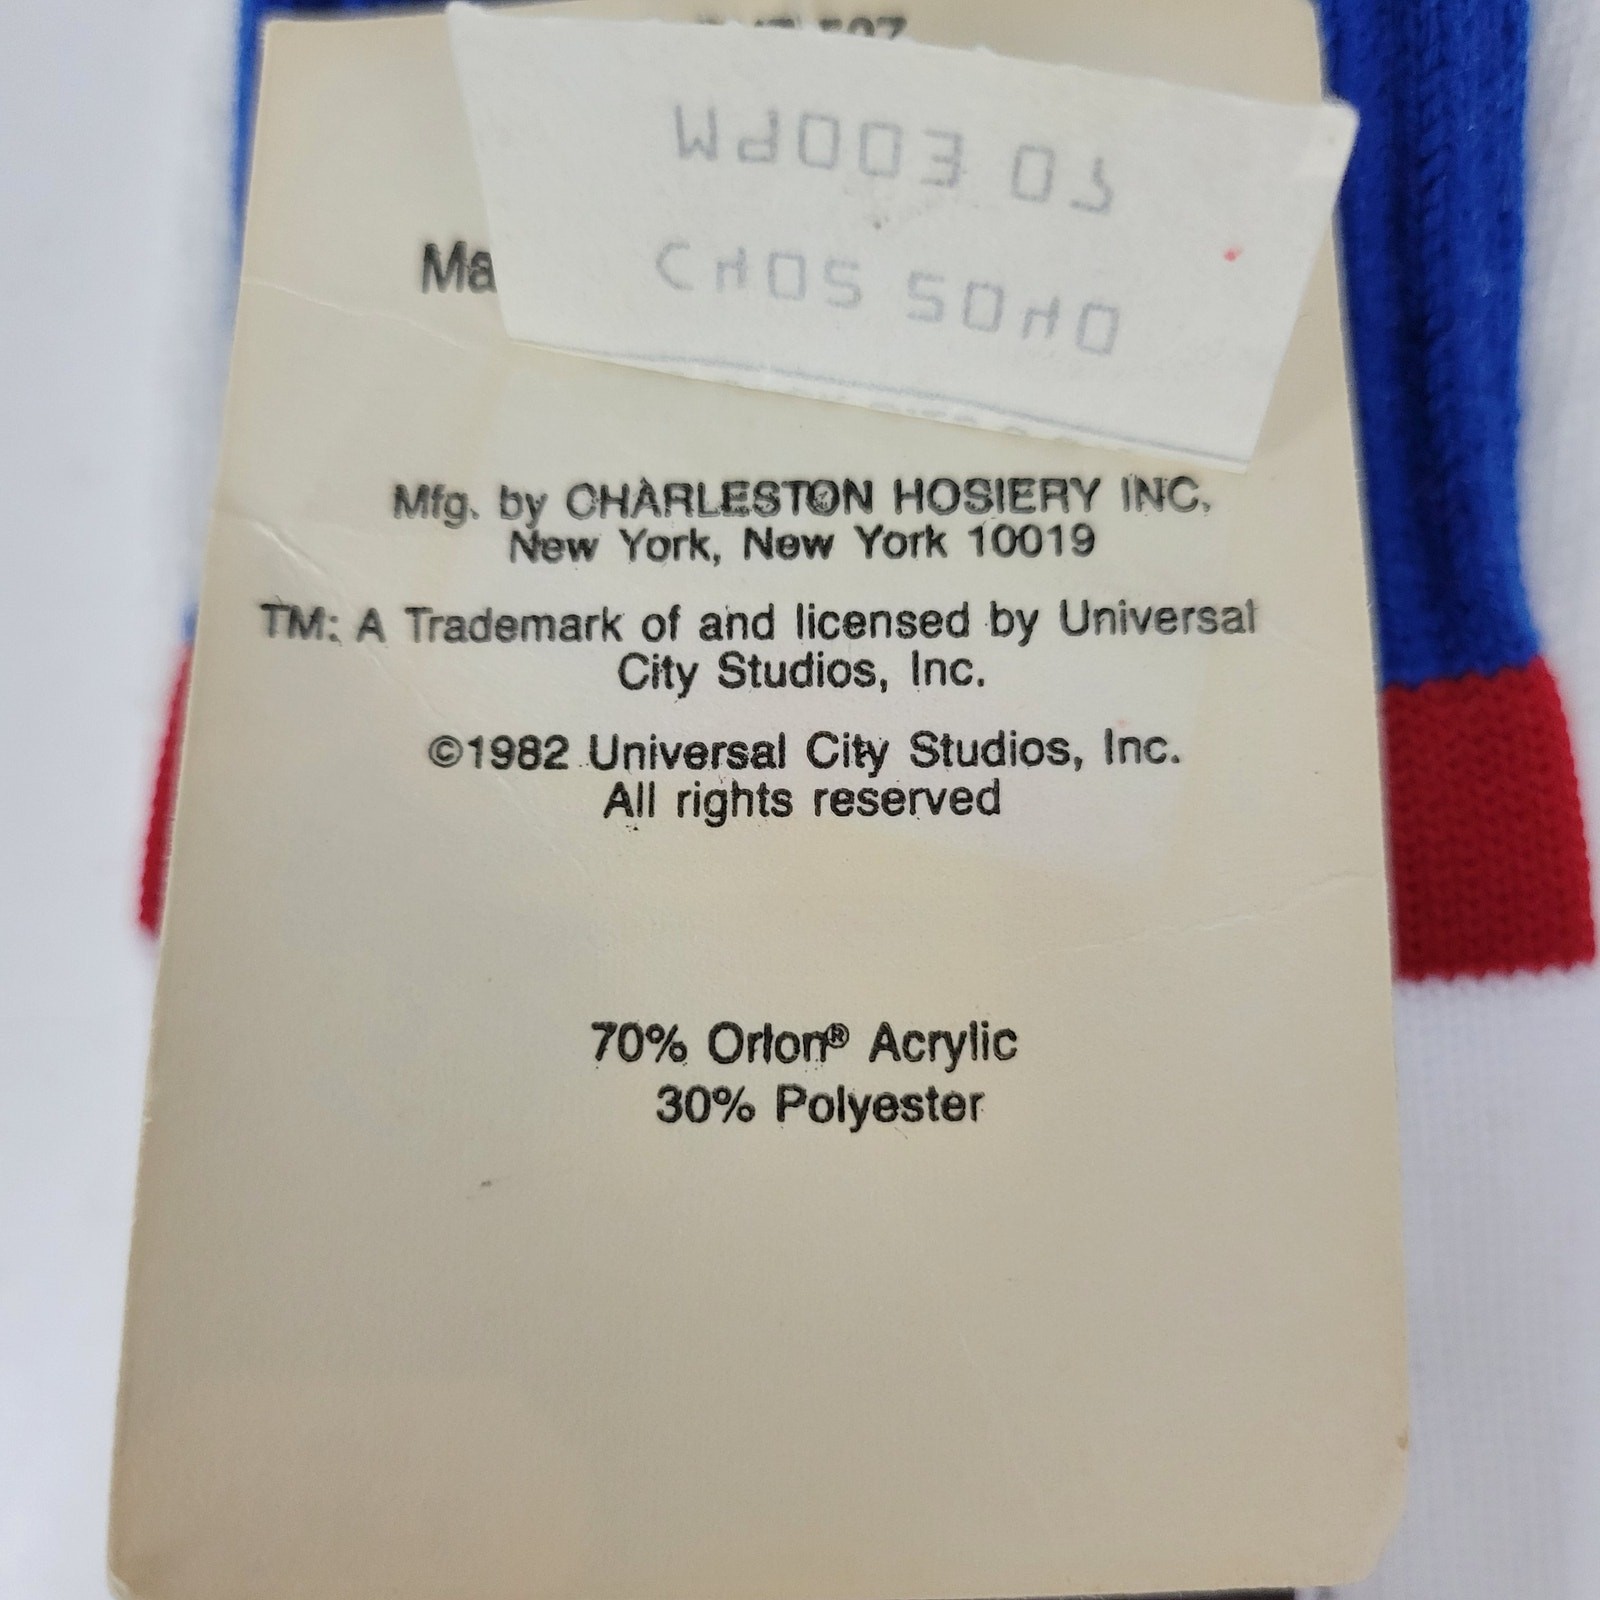 507
Ma
Mfg. by CHARLESTON HOSIERY INC.
New York, New York 10019
TM: A Trademark of and licensed by Universal
City Studios, Inc.
©1982 Universal City Studios, Inc.
All rights reserved
70% Orlon® Acrylic
30% Polyester